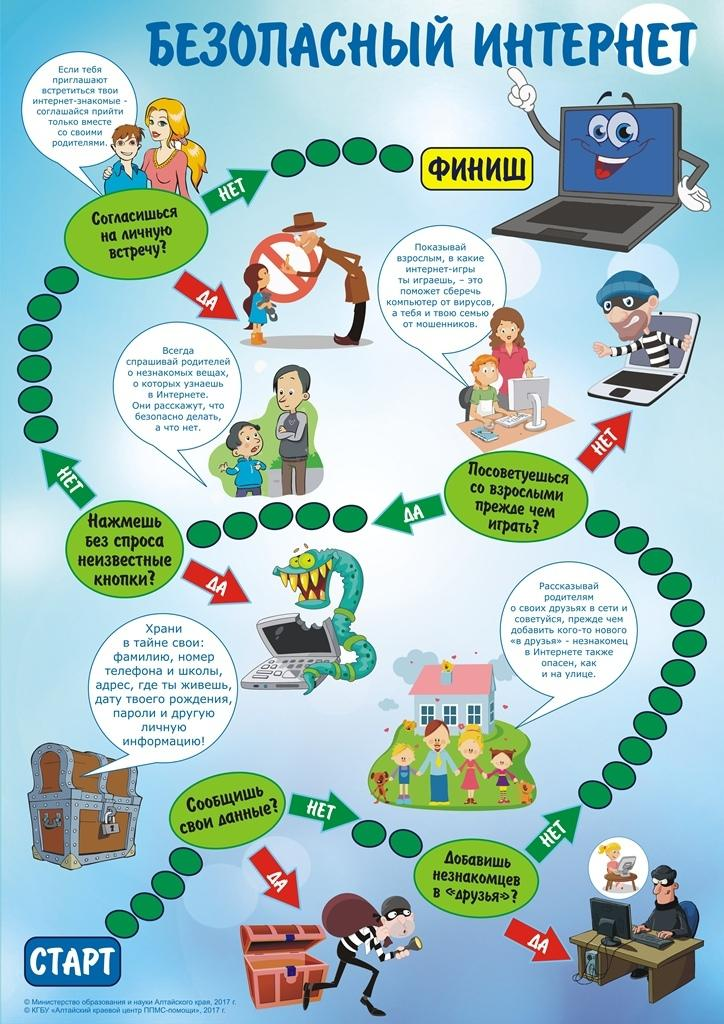 БЕЗОПАСНЫЙ ИНТЕРНЕТ
Если тебя
приглашают
встретиться твои
интернет-знакомые -
соглашайся прийти
только вместе
со своими
родителями.
НЕТ
ФИНИШ
Согласишься
на личную
встречу?
ДА
Показывай
взрослым, в какие
интернет-игры
ты играешь, – это
поможет сберечь
компьютер от вирусов,
а тебя и твою семью
от мошенников.
Всегда
спрашивай родителей
о незнакомых вещах,
о которых узнаешь
в Интернете.
Они расскажут, что
безопасно делать,
а что нет.
НЕТ
НЕТ
Посоветуешься
со взрослыми
прежде чем
играть?
ДА
Нажмешь
без спроса
неизвестные
кнопки?
ДА
Рассказывай
родителям
о своих друзьях в сети и
советуйся, прежде чем
добавить кого-то нового
«в друзья» - незнакомец
в Интернете также
опасен, как
и на улице.
Храни
в тайне свои:
фамилию, номер
телефона и школы,
адрес, где ты живешь,
дату твоего рождения,
пароли и другую
личную
информацию!
Сообщишь
свои данные?
НЕТ
НЕТ
Добавишь
незнакомцев
в «друзья»?
ДА
ДА
СТАРТ
© Министерство образования и науки Алтайского края, 2017 г.
© КГБУ «Алтайский краевой центр ППМС-помощи», 2017 г.